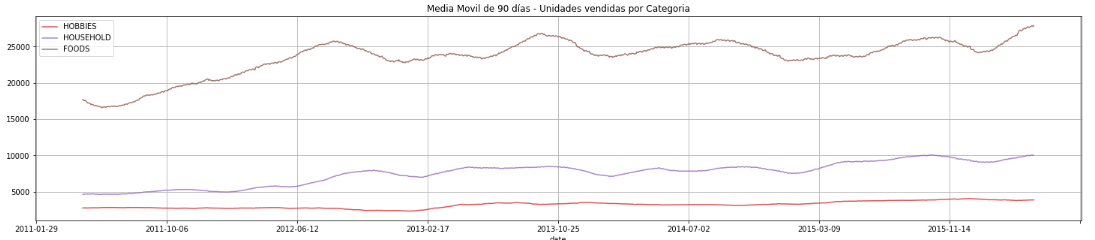 Media Movil de 90 días - Unidades vendidas por Categoria
HOBBIES
HOUSEHOLD
FOODS
25000
20000
15000
10000
5000
2011-01-29 2011-10-06 2012-06-12 2013-02-17 2013-10-25 2014-07-02 2015-03-09 2015-11-14
date